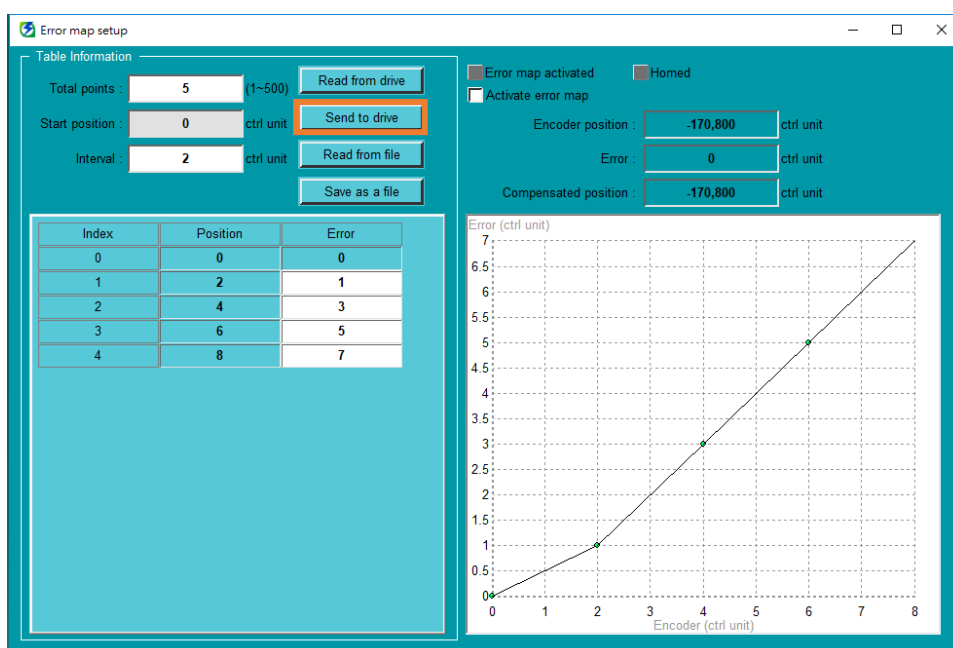 Error map setup
Table Information
Total points : 5 (1~500) Read from drive
Start position : 0 ctrl unit Send to drive
Interval : 2 ctrl unit Read from file
Save as a file
Index Position Error
0 0 0
1 2 1
2 4 3
3 6 5
4 8 7
Error map activated Homed
Activate error map
Encoder position : -170,800 ctrl unit
Error : 0 ctrl unit
Compensated position : -170,800 ctrl unit
Error (ctrl unit)
7
6.5
6
5.5
5
4.5
4
3.5
3
2.5
2
1.5
1
0.5
0
0 1 2 3 4 5 6 7 8
Encoder (ctrl unit)